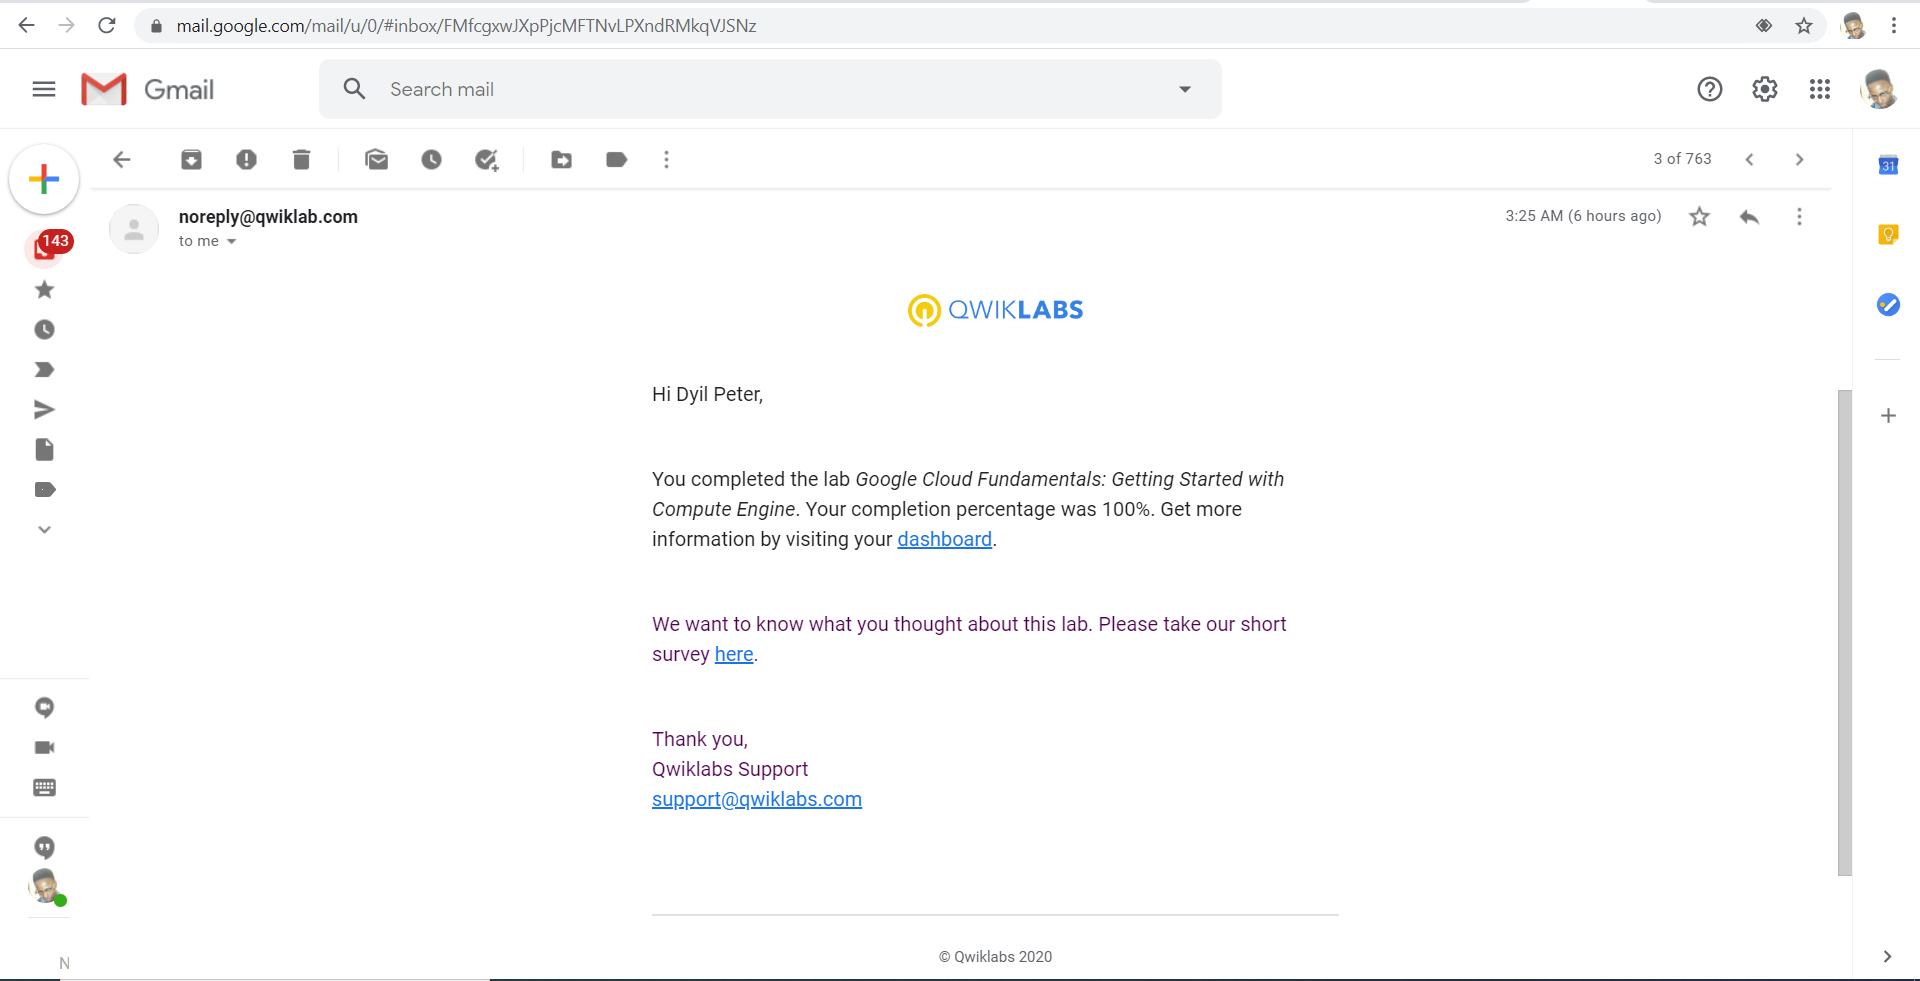 mail.google.com/mail/u/0/#inbox/FMfcgxwJXpPjcMFTNvLPXndRMkqVJSNz
Gmail
Search mail
3 of 763
31
noreply@qwiklab.com
3:25 AM (6 hours ago)
to me
143
QWIKLABS
Hi Dyil Peter,
You completed the lab Google Cloud Fundamentals: Getting Started with
Compute Engine. Your completion percentage was 100%. Get more
information by visiting your dashboard.
We want to know what you thought about this lab. Please take our short
survey here.
Thank you,
Qwiklabs Support
support@qwiklabs.com
© Qwiklabs 2020
N